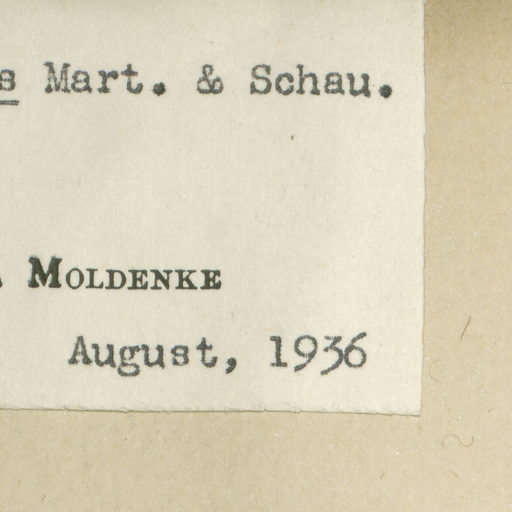 s Mart. & Schau.
. MOLDENKE
August, 1936